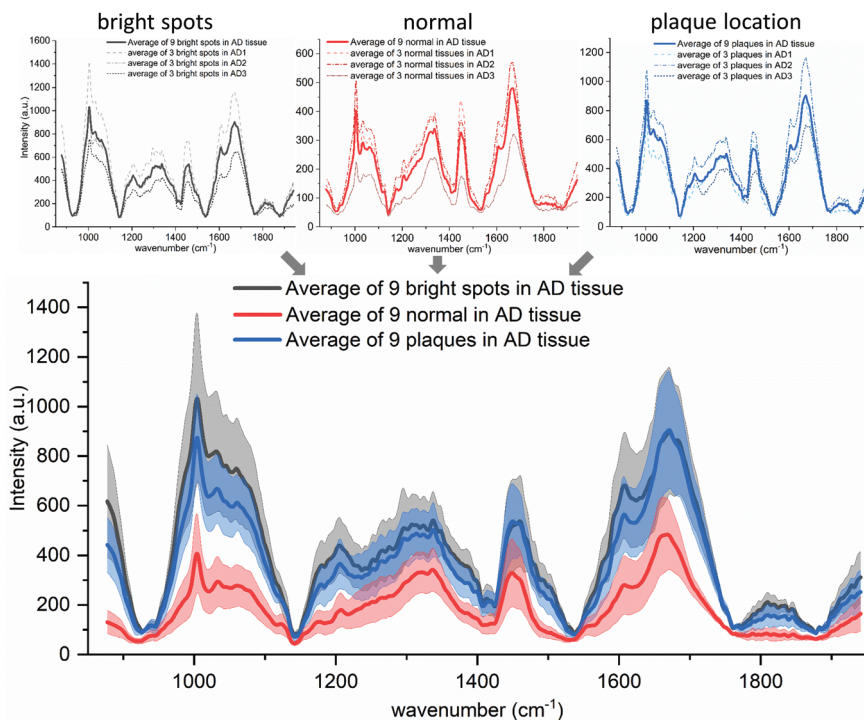 bright spots
normal
plaque location
Average of 9 bright spots in AD tissue
average of 3 bright spots in AD1
average of 3 bright spots in AD2
average of 3 bright spots in AD3
Intensity (a.u.)
1600
1400
1200
1000
800
600
400
200
0
1000 1200 1400 1600 1800
wavenumber (cm⁻¹)
Average of 9 normal in AD tissue
average of 3 normal tissues in AD1
average of 3 normal tissues in AD2
average of 3 normal tissues in AD3
600
500
400
300
200
100
0
1000 1200 1400 1600 1800
wavenumber (cm⁻¹)
Average of 9 plaques in AD tissue
average of 3 plaques in AD1
average of 3 plaques in AD2
average of 3 plaques in AD3
1200
1000
800
600
400
200
0
1000 1200 1400 1600 1800
wavenumber (cm⁻¹)
Average of 9 bright spots in AD tissue
Average of 9 normal in AD tissue
Average of 9 plaques in AD tissue
Intensity (a.u.)
1400
1200
1000
800
600
400
200
0
1000 1200 1400 1600 1800
wavenumber (cm⁻¹)